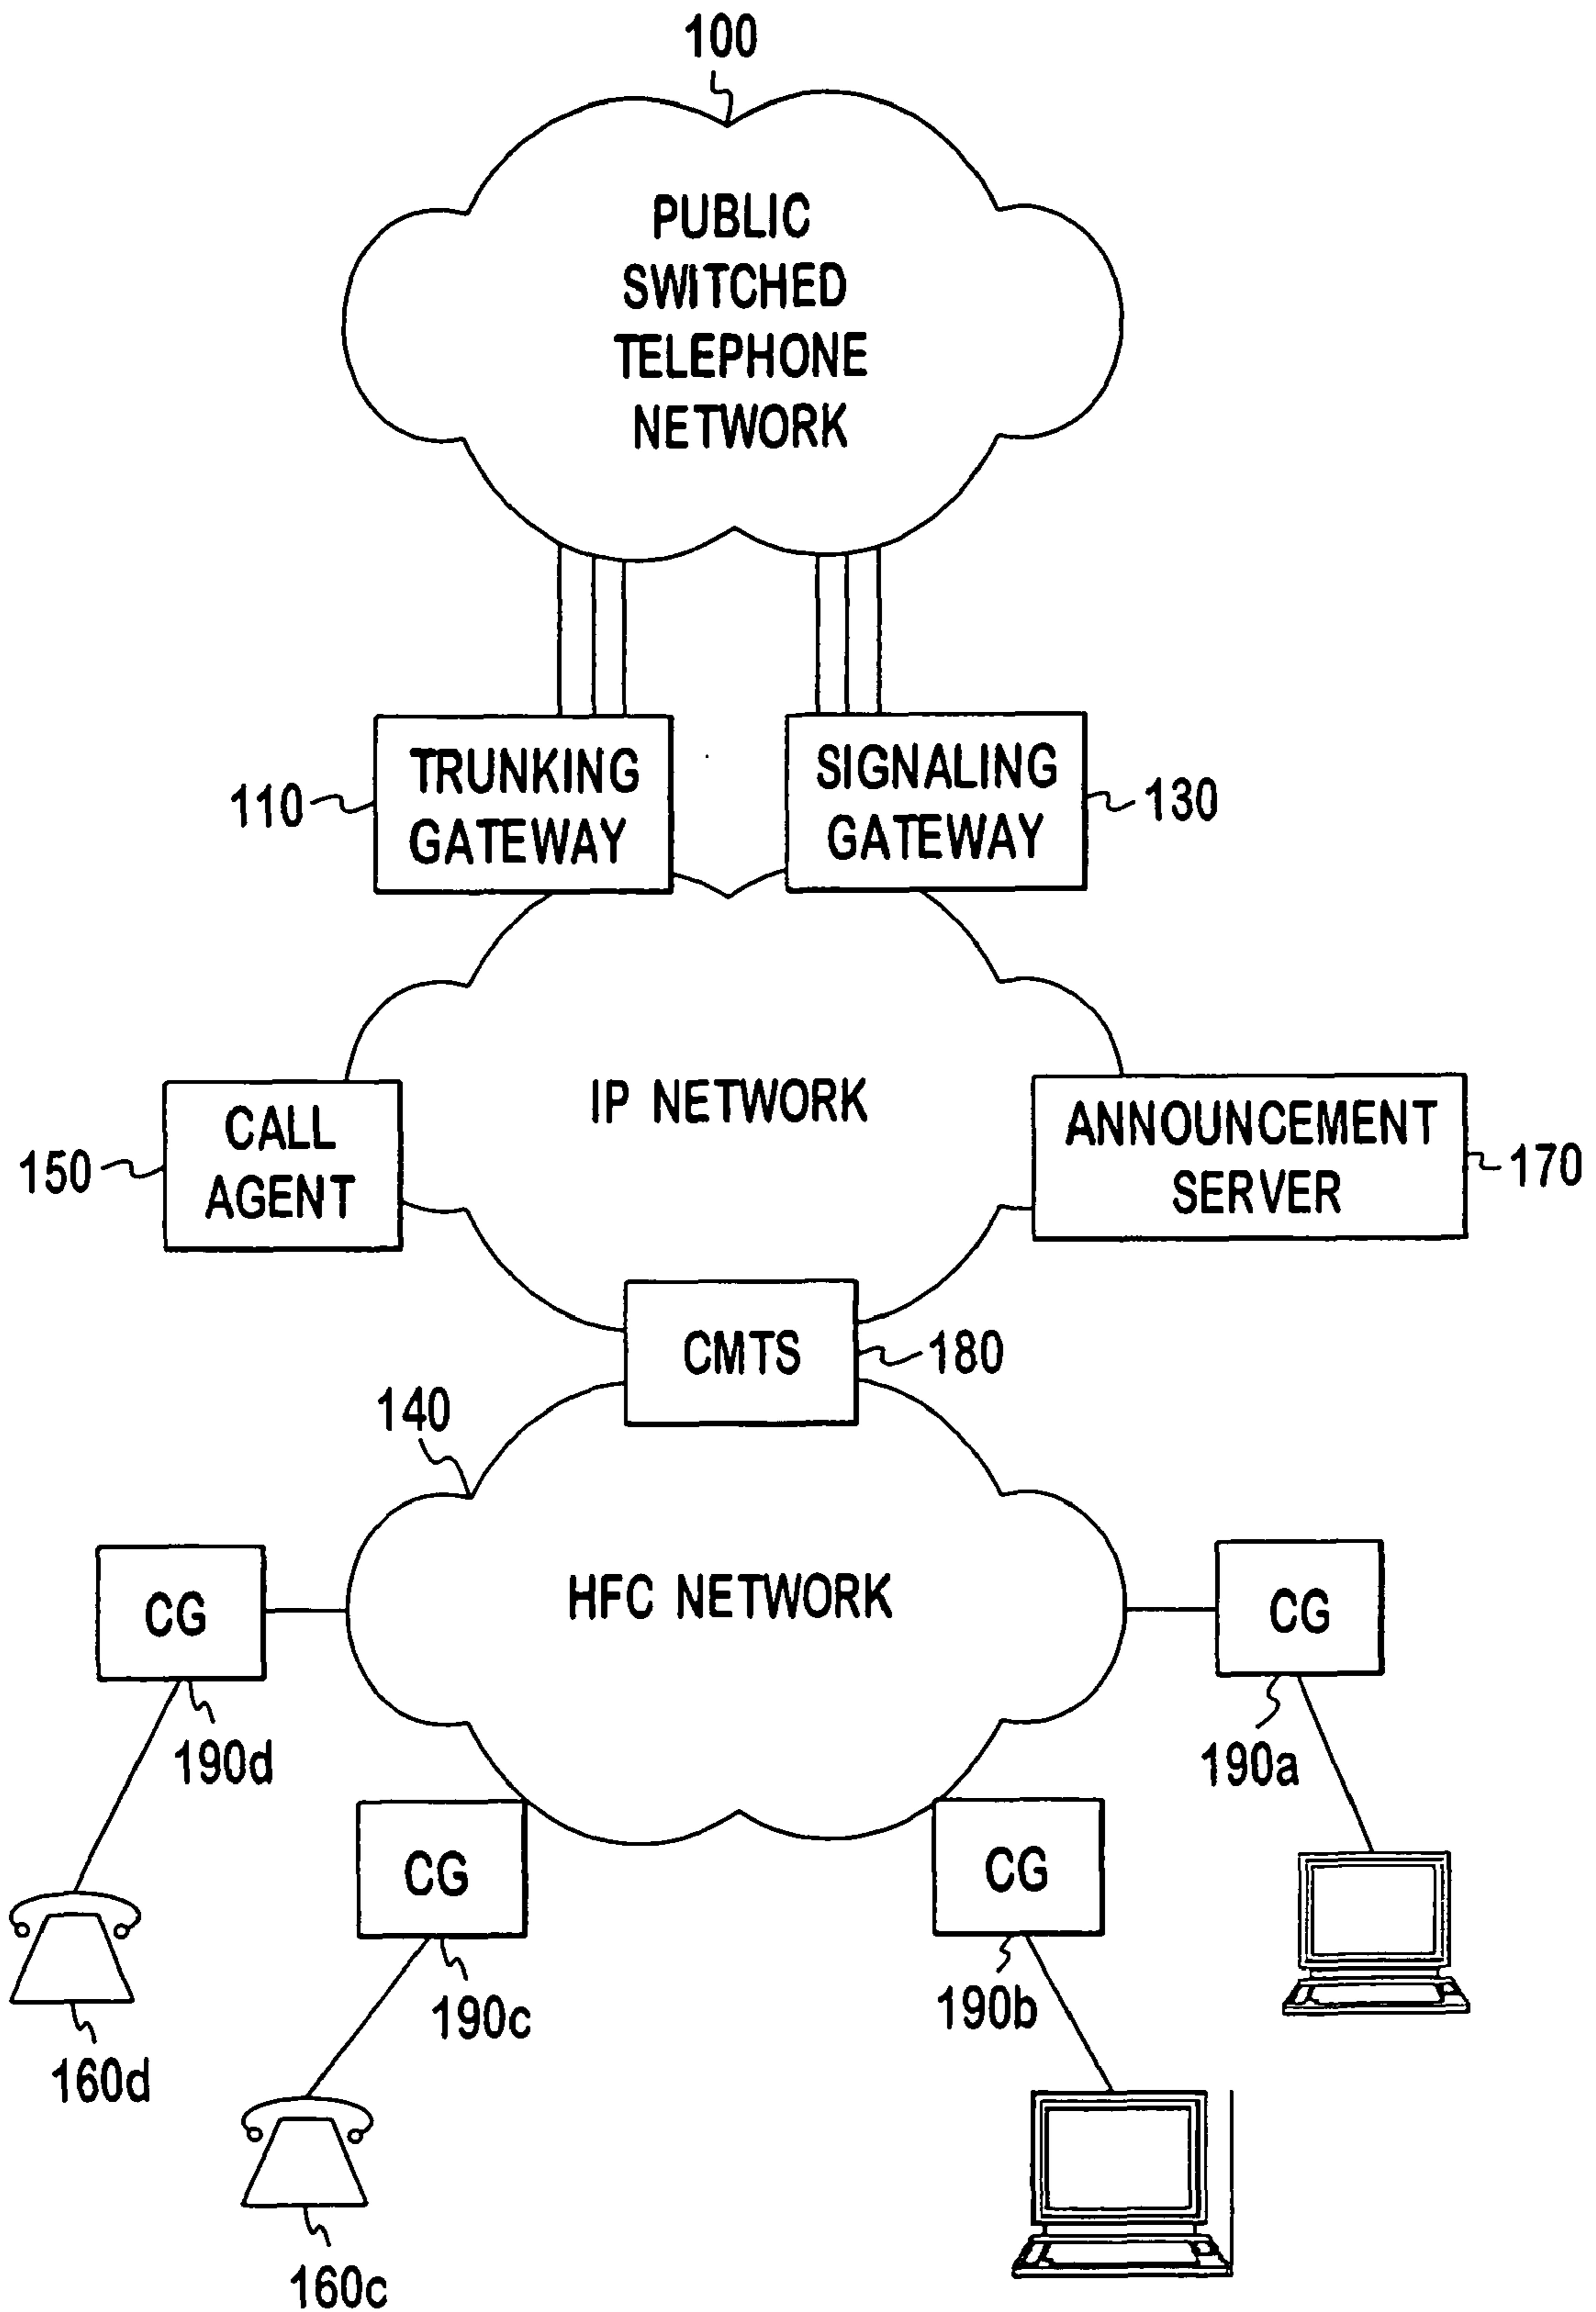 100
PUBLIC
SWITCHED
TELEPHONE
NETWORK
TRUNKING
GATEWAY
110
SIGNALING
GATEWAY
130
IP NETWORK
CALL
AGENT
150
ANNOUNCEMENT
SERVER
170
CMTS
180
140
HFC NETWORK
CG
190d
CG
190a
CG
190c
CG
190b
160d
160c